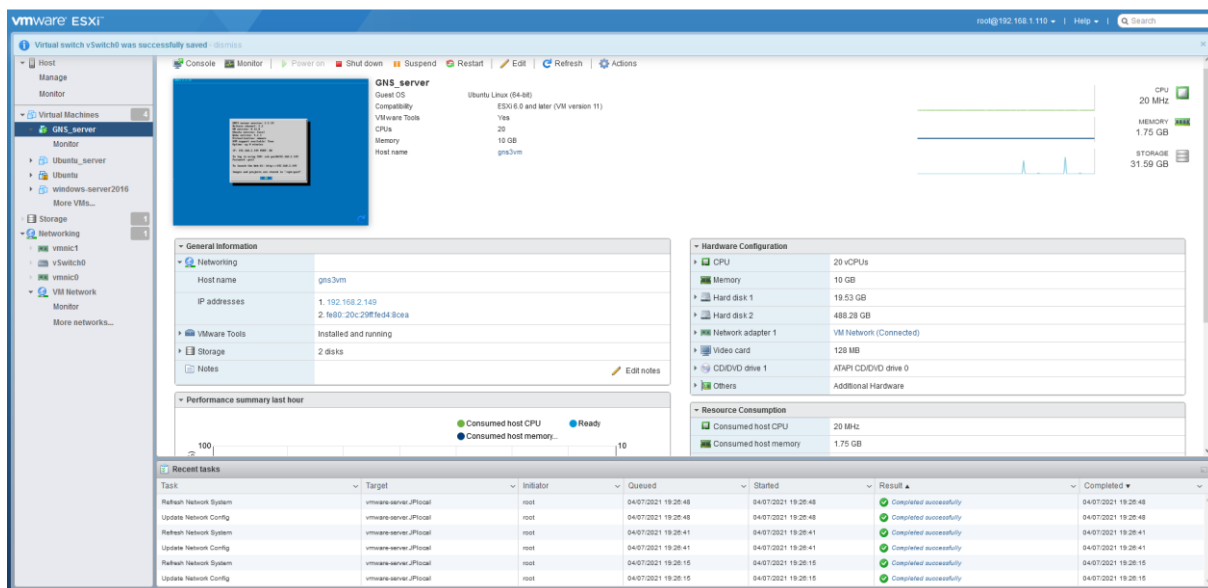 vmware ESXi
root@192.168.1.110 | Help | Search
Virtual switch vSwitch0 was successfully saved - dismiss
Host
Manage
Monitor
Virtual Machines 4
GNS_server
Monitor
Ubuntu_server
Ubuntu
windows-server2016
More VMs...
Storage 1
Networking 1
vmnic1
vSwitch0
vmnic0
VM Network
Monitor
More networks...
Console Monitor | Power on Shut down Suspend Restart | Edit | Refresh | Actions
GNS_server
Guest OS Ubuntu Linux (64-bit)
Compatibility ESXi 6.0 and later (VM version 11)
VMware Tools Yes
CPUs 20
Memory 10 GB
Host name gns3vm
CPU
20 MHz
MEMORY
1.75 GB
STORAGE
31.59 GB
General Information
Networking
Host name gns3vm
IP addresses 1. 192.168.2.149
2. fe80::20c:29ff:fed4:8cea
VMware Tools Installed and running
Storage 2 disks
Notes Edit notes
Performance summary last hour
Consumed host CPU Ready
Consumed host memory...
100 10
Hardware Configuration
CPU 20 vCPUs
Memory 10 GB
Hard disk 1 19.53 GB
Hard disk 2 488.28 GB
Network adapter 1 VM Network (Connected)
Video card 128 MB
CD/DVD drive 1 ATAPI CD/DVD drive 0
Others Additional Hardware
Resource Consumption
Consumed host CPU 20 MHz
Consumed host memory 1.75 GB
Recent tasks
Task Target Initiator Queued Started Result Completed
Refresh Network System vmware-server.JPlocal root 04/07/2021 19:26:48 04/07/2021 19:26:48 Completed successfully 04/07/2021 19:26:48
Update Network Config vmware-server.JPlocal root 04/07/2021 19:26:48 04/07/2021 19:26:48 Completed successfully 04/07/2021 19:26:48
Refresh Network System vmware-server.JPlocal root 04/07/2021 19:26:41 04/07/2021 19:26:41 Completed successfully 04/07/2021 19:26:41
Update Network Config vmware-server.JPlocal root 04/07/2021 19:26:41 04/07/2021 19:26:41 Completed successfully 04/07/2021 19:26:41
Refresh Network System vmware-server.JPlocal root 04/07/2021 19:26:15 04/07/2021 19:26:15 Completed successfully 04/07/2021 19:26:15
Update Network Config vmware-server.JPlocal root 04/07/2021 19:26:15 04/07/2021 19:26:15 Completed successfully 04/07/2021 19:26:15